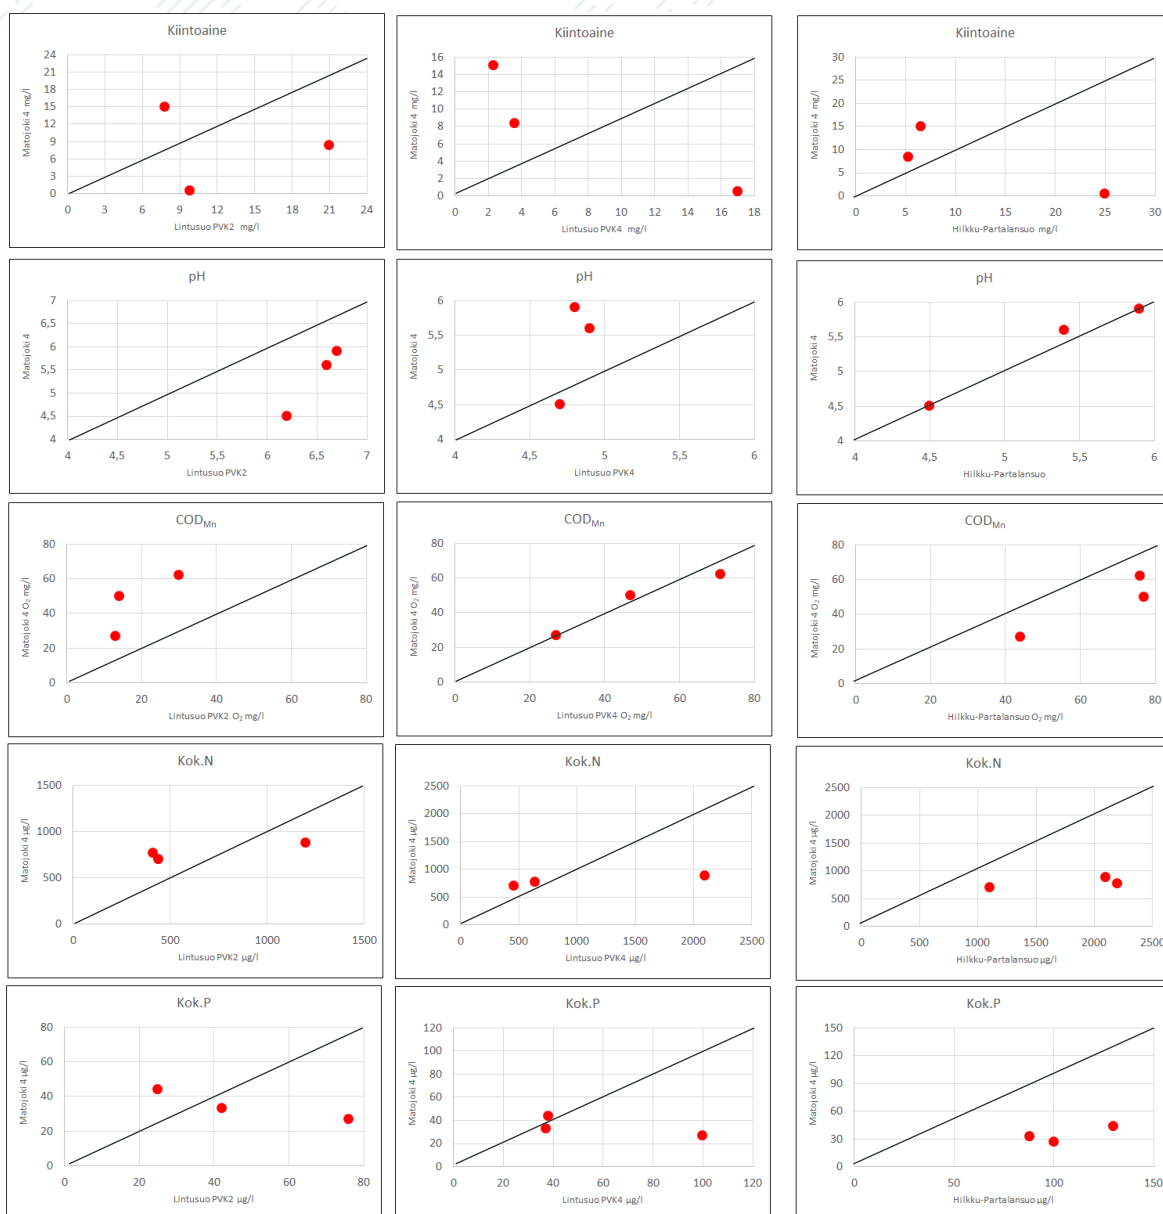 Kiintoaine
24
21
18
15
12
9
6
3
0
0 3 6 9 12 15 18 21 24
Matojoki 4 mg/l
Lintusuo PVK2 mg/l
Kiintoaine
16
14
12
10
8
6
4
2
0
0 2 4 6 8 10 12 14 16 18
Matojoki 4 mg/l
Lintusuo PVK4 mg/l
Kiintoaine
30
25
20
15
10
5
0
0 5 10 15 20 25 30
Matojoki 4 mg/l
Hilkku-Partalansuo mg/l
pH
7
6,5
6
5,5
5
4,5
4
4 4,5 5 5,5 6 6,5 7
Matojoki 4
Lintusuo PVK2
pH
6
5,5
5
4,5
4
4 4,5 5 5,5 6
Matojoki 4
Lintusuo PVK4
pH
6
5,5
5
4,5
4
4 4,5 5 5,5 6
Matojoki 4
Hilkku-Partalansuo
COD_Mn
80
60
40
20
0
0 20 40 60 80
Matojoki 4 O₂ mg/l
Lintusuo PVK2 O₂ mg/l
COD_Mn
80
60
40
20
0
0 20 40 60 80
Matojoki 4 O₂ mg/l
Lintusuo PVK4 O₂ mg/l
COD_Mn
80
60
40
20
0
0 20 40 60 80
Matojoki 4 O₂ mg/l
Hilkku-Partalansuo O₂ mg/l
Kok.N
1500
1000
500
0
0 500 1000 1500
Matojoki 4 µg/l
Lintusuo PVK2 µg/l
Kok.N
2500
2000
1500
1000
500
0
0 500 1000 1500 2000 2500
Matojoki 4 µg/l
Lintusuo PVK4 µg/l
Kok.N
2500
2000
1500
1000
500
0
0 500 1000 1500 2000 2500
Matojoki 4 µg/l
Hilkku-Partalansuo µg/l
Kok.P
80
60
40
20
0
0 20 40 60 80
Matojoki 4 µg/l
Lintusuo PVK2 µg/l
Kok.P
120
100
80
60
40
20
0
0 20 40 60 80 100 120
Matojoki 4 µg/l
Lintusuo PVK4 µg/l
Kok.P
150
120
90
60
30
0
0 50 100 150
Matojoki 4 µg/l
Hilkku-Partalansuo µg/l